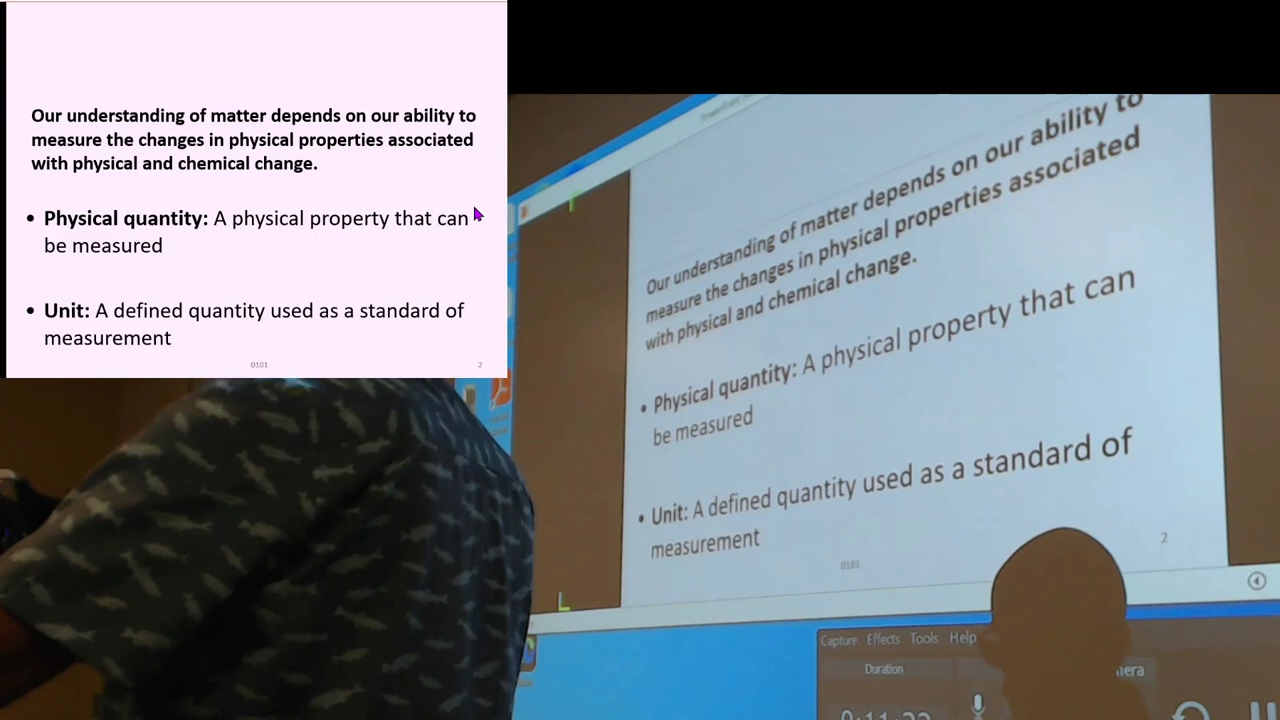 Our understanding of matter depends on our ability to
measure the changes in physical properties associated
with physical and chemical change.
• Physical quantity: A physical property that can
be measured
• Unit: A defined quantity used as a standard of
measurement
0101
2
Our understanding of matter depends on our ability to
measure the changes in physical properties associated
with physical and chemical change.
• Physical quantity: A physical property that can
be measured
• Unit: A defined quantity used as a standard of
measurement
0101
2
Capture Effects Tools Help
Duration